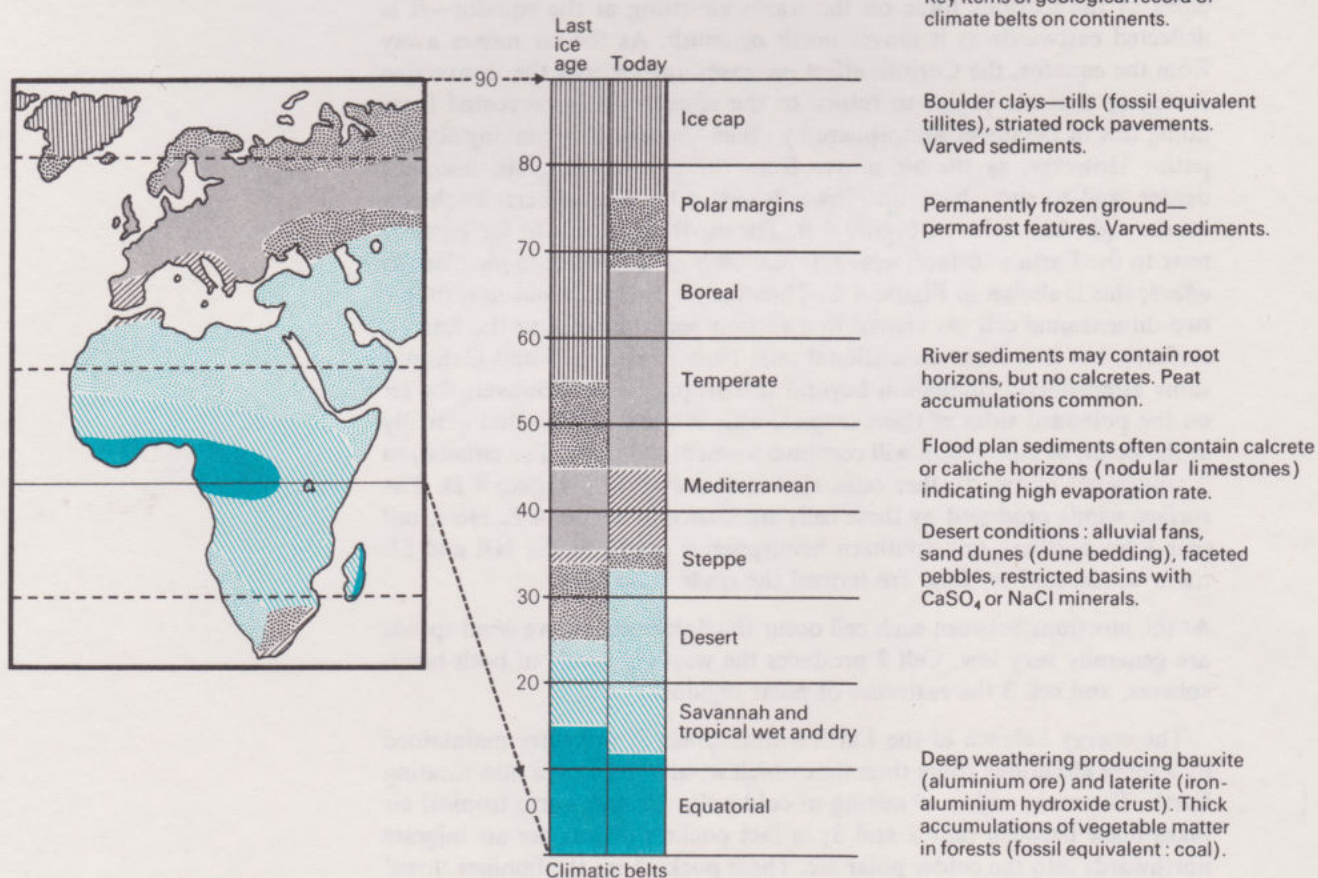 climate belts on continents.
Last
ice
age
Today
90
Ice cap
Boulder clays—tills (fossil equivalent
tillites), striated rock pavements.
Varved sediments.
80
Polar margins
Permanently frozen ground—
permafrost features. Varved sediments.
70
Boreal
60
Temperate
River sediments may contain root
horizons, but no calcretes. Peat
accumulations common.
50
Flood plan sediments often contain calcrete
or caliche horizons (nodular limestones)
indicating high evaporation rate.
Mediterranean
40
Steppe
Desert conditions: alluvial fans,
sand dunes (dune bedding), faceted
pebbles, restricted basins with
CaSO₄ or NaCl minerals.
30
Desert
20
Savannah and
tropical wet and dry
0
Equatorial
Deep weathering producing bauxite
(aluminium ore) and laterite (iron-
aluminium hydroxide crust). Thick
accumulations of vegetable matter
in forests (fossil equivalent: coal).
Climatic belts